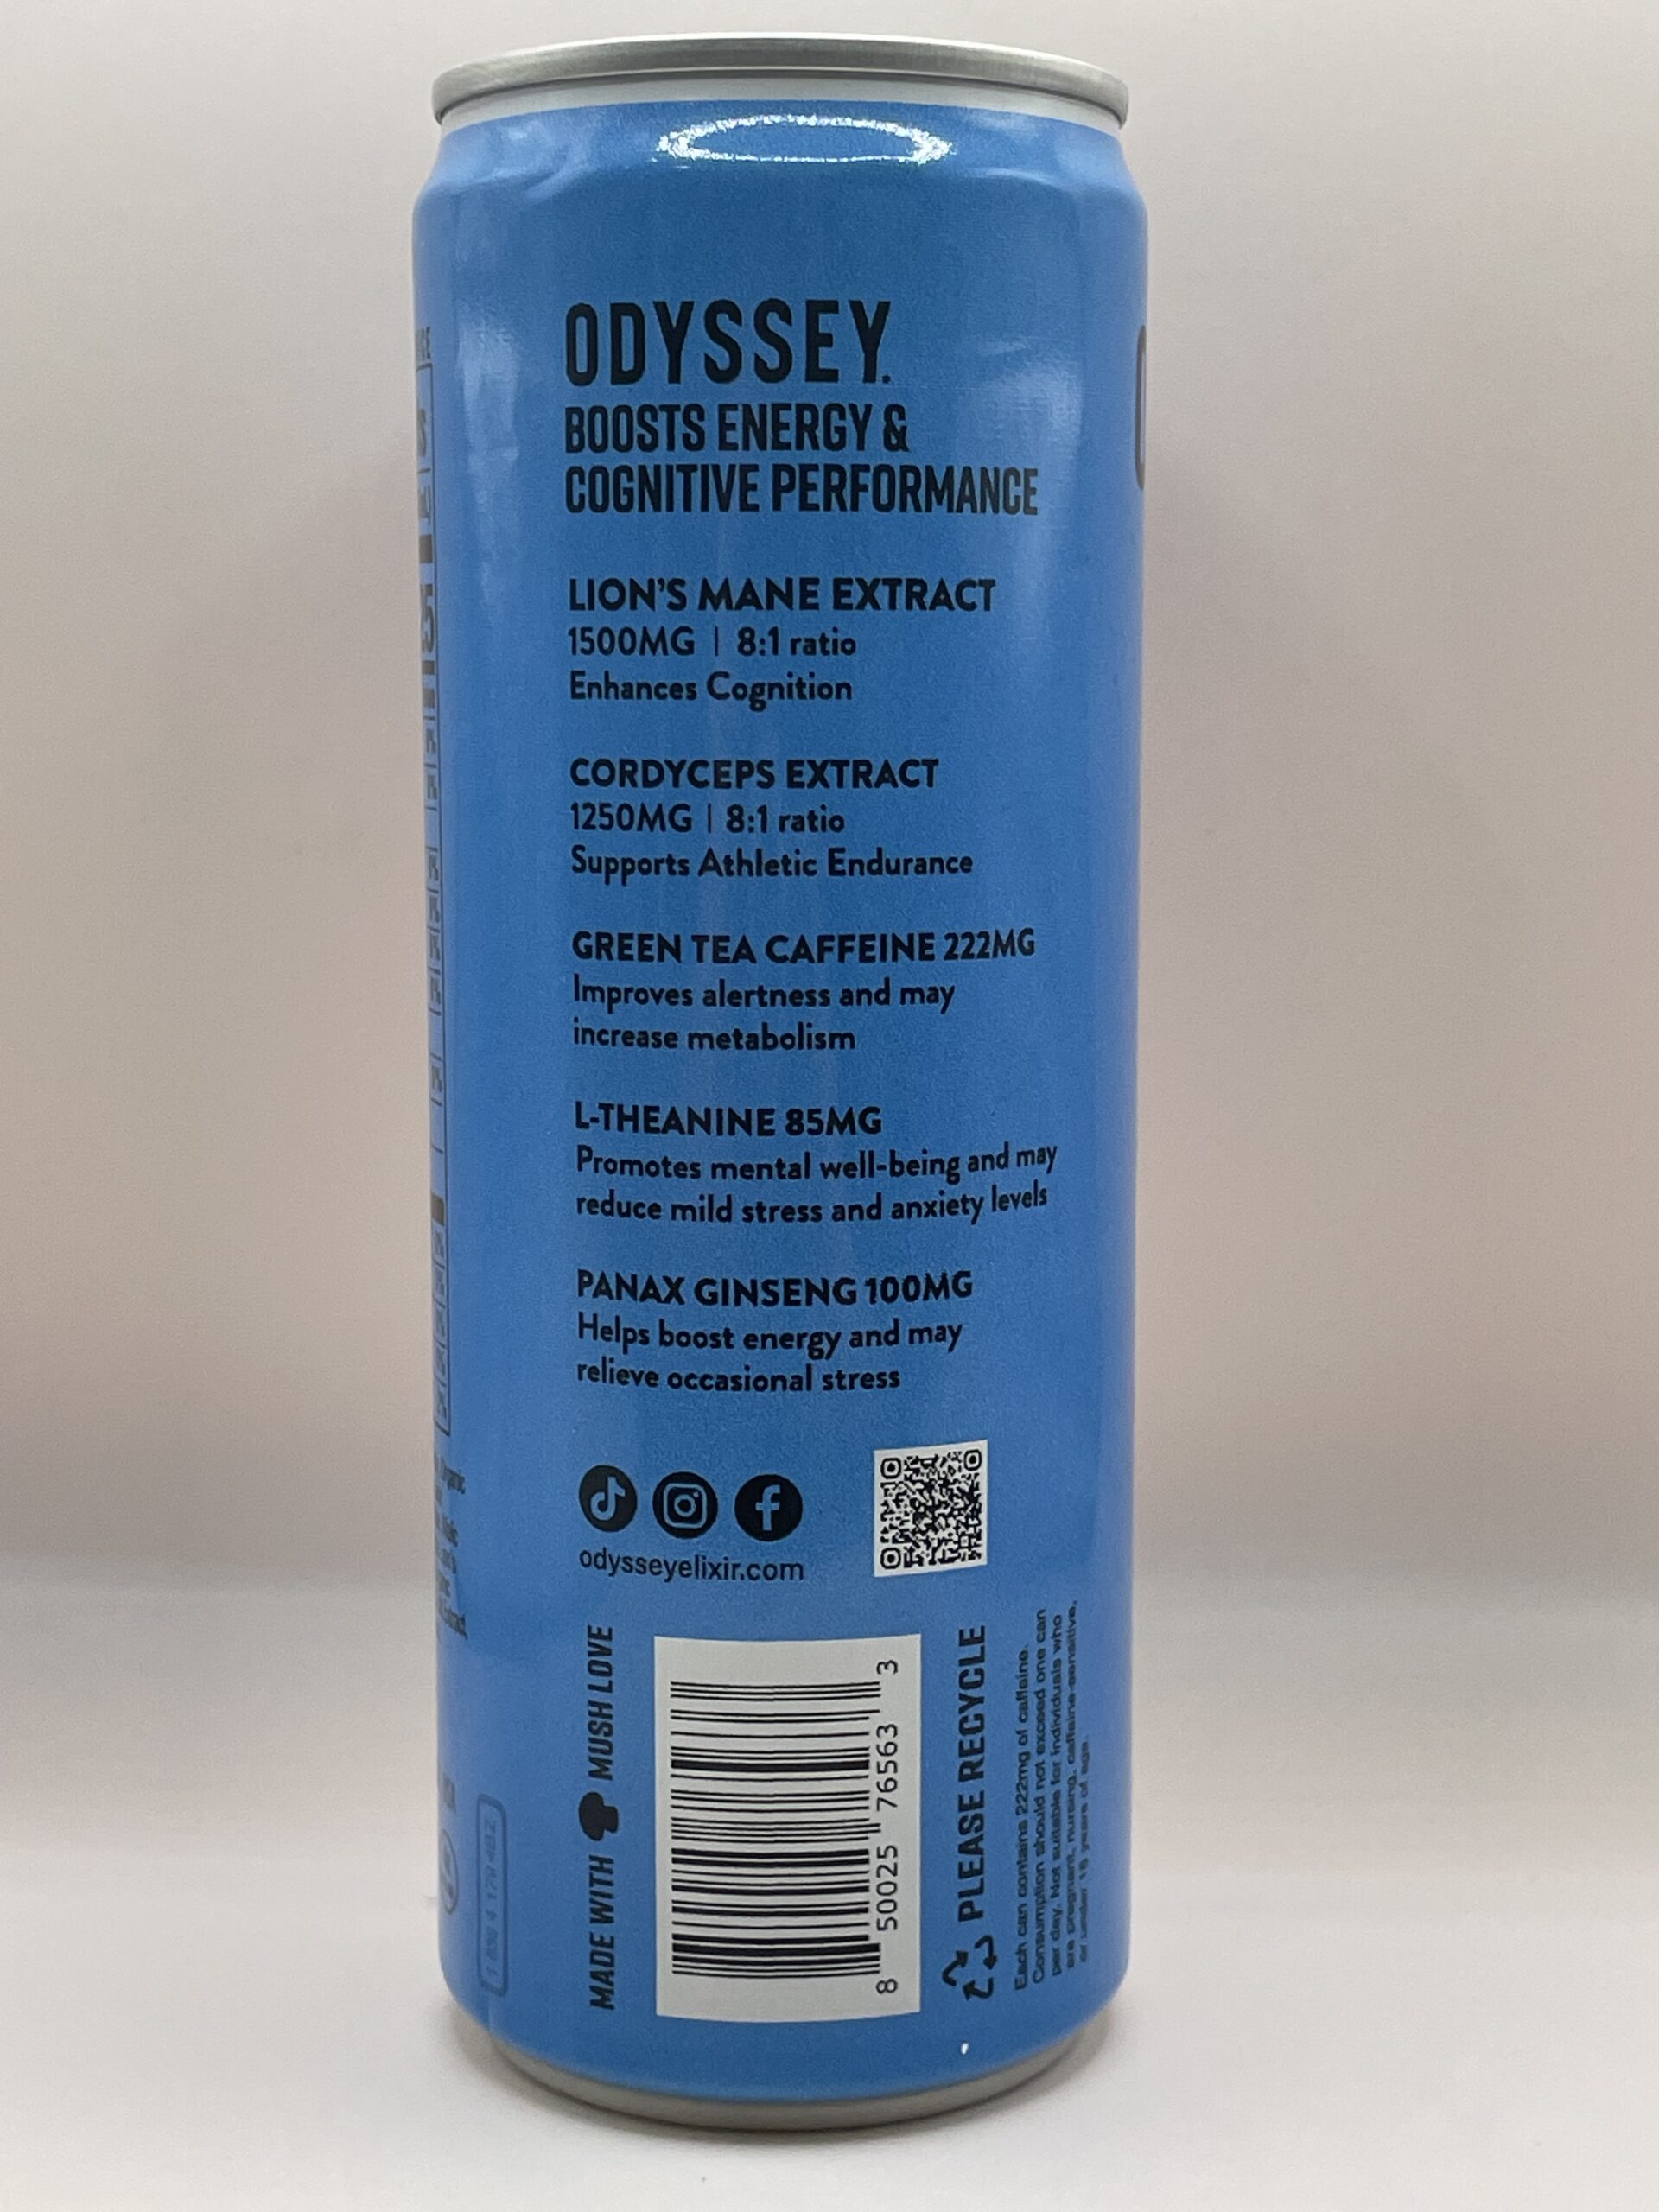 ODYSSEY.
BOOSTS ENERGY &
COGNITIVE PERFORMANCE
LION'S MANE EXTRACT
1500MG | 8:1 ratio
Enhances Cognition
CORDYCEPS EXTRACT
1250MG | 8:1 ratio
Supports Athletic Endurance
GREEN TEA CAFFEINE 222MG
Improves alertness and may
increase metabolism
L-THEANINE 85MG
Promotes mental well-being and may
reduce mild stress and anxiety levels
PANAX GINSENG 100MG
Helps boost energy and may
relieve occasional stress
odysseyelixir.com
MADE WITH MUSH LOVE
8 50025 76563 3
PLEASE RECYCLE
Each can contains 222mg of caffeine.
Consumption should not exceed one can
per day. Not suitable for individuals who
are pregnant, nursing, caffeine-sensitive,
or under 18 years of age.